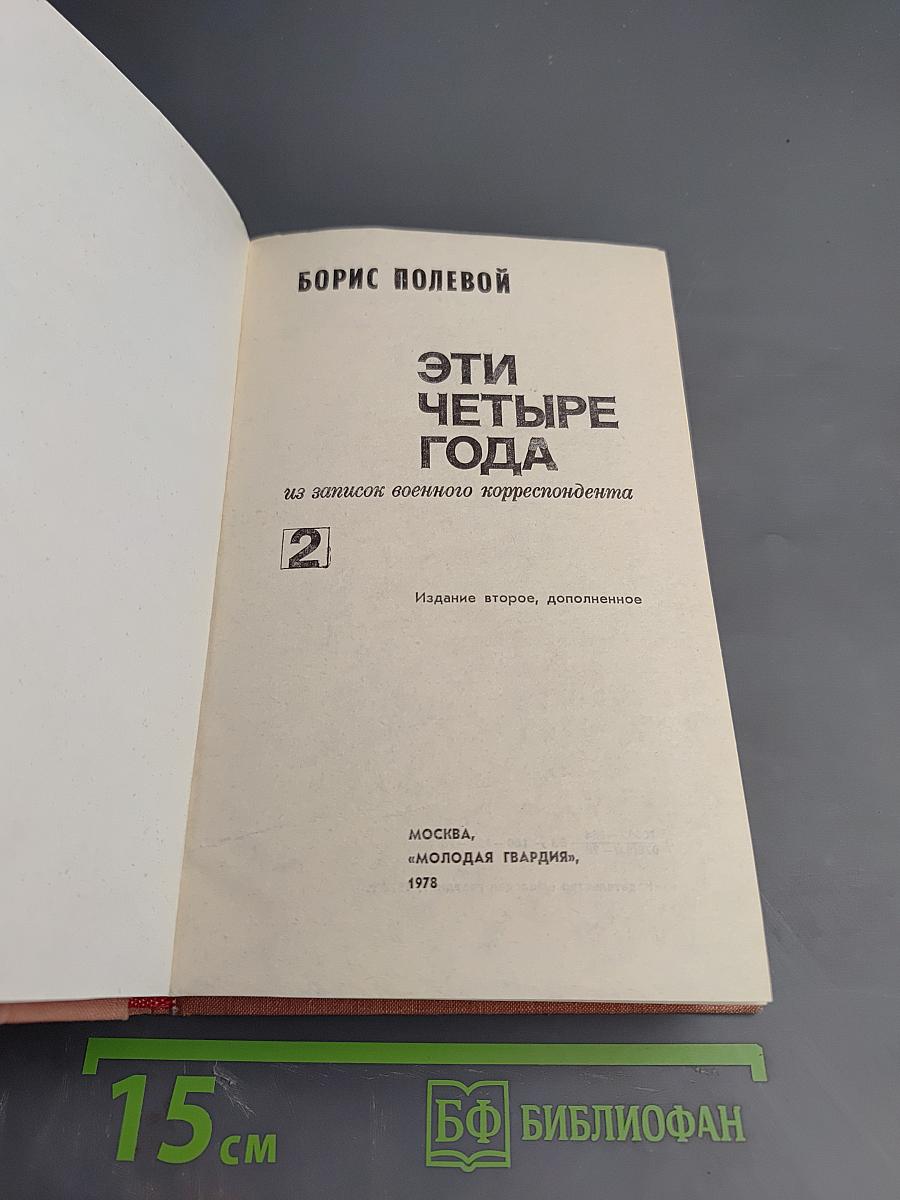 БОРИС ПОЛЕВОЙ
ЭТИ
ЧЕТЫРЕ
ГОДА
из записок военного корреспондента
2
Издание второе, дополненное
МОСКВА,
«МОЛОДАЯ ГВАРДИЯ»,
1978
15 см
БФ БИБЛИОФАН